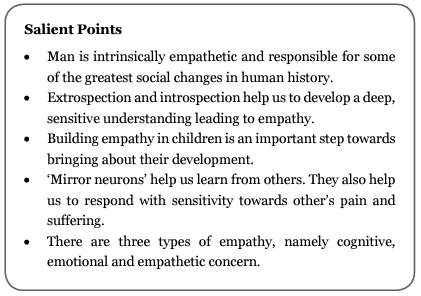 Salient Points
• Man is intrinsically empathetic and responsible for some
of the greatest social changes in human history.
• Extrospection and introspection help us to develop a deep,
sensitive understanding leading to empathy.
• Building empathy in children is an important step towards
bringing about their development.
• ‘Mirror neurons’ help us learn from others. They also help
us to respond with sensitivity towards other’s pain and
suffering.
• There are three types of empathy, namely cognitive,
emotional and empathetic concern.